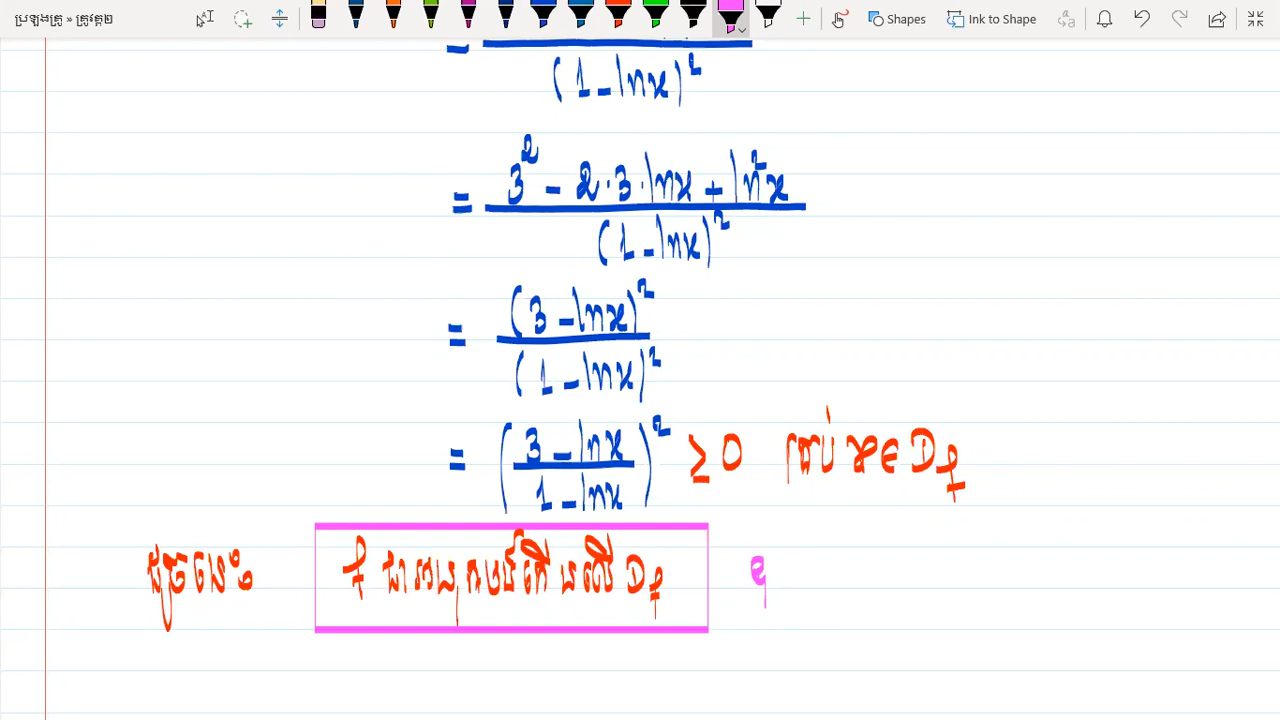 ប្រឡងគ្រូ » គ្រូវគ្គ២
Shapes
Ink to Shape
= (1 - lnx)²
= (3² - 2·3·lnx + ln²x) / (1 - lnx)²
= (3 - lnx)² / (1 - lnx)²
= ((3 - lnx) / (1 - lnx))² ≥ 0 គ្រប់ x ∈ D_f
ដូចនេះ f ជាអនុគមន៍កើនលើ D_f ។